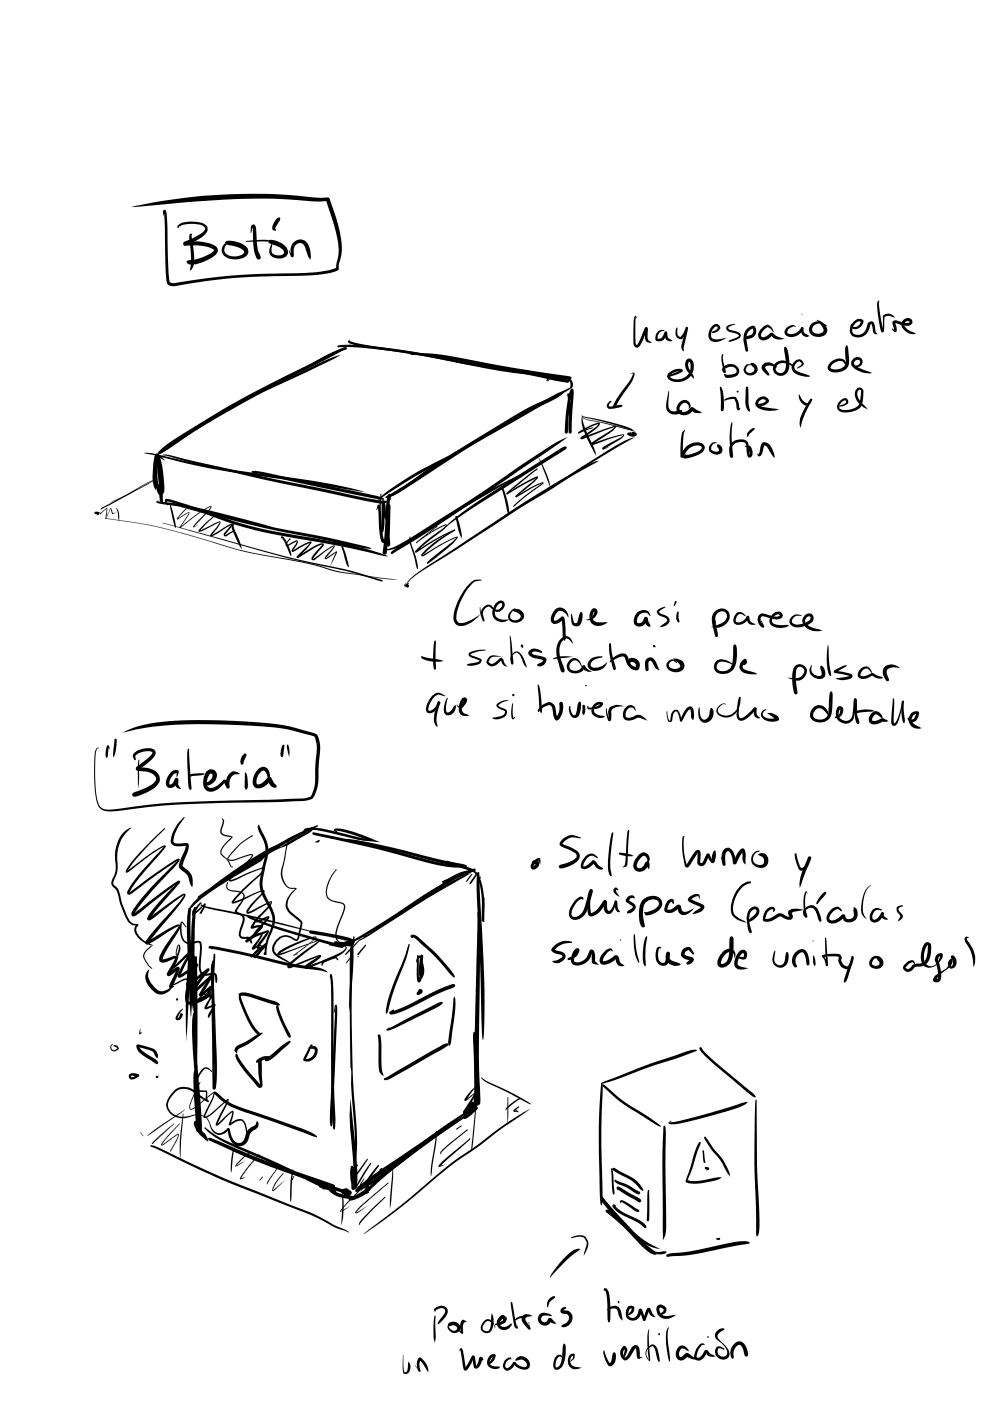 Botón
hay espacio entre
el borde de
la tile y el
botón
Creo que así parece
+ satisfactorio de pulsar
que si huviera mucho detalle
"Batería"
• Salta humo y
chispas (partículas
sencillas de unity o algo)
!
!
Por detrás tiene
un hueco de ventilación